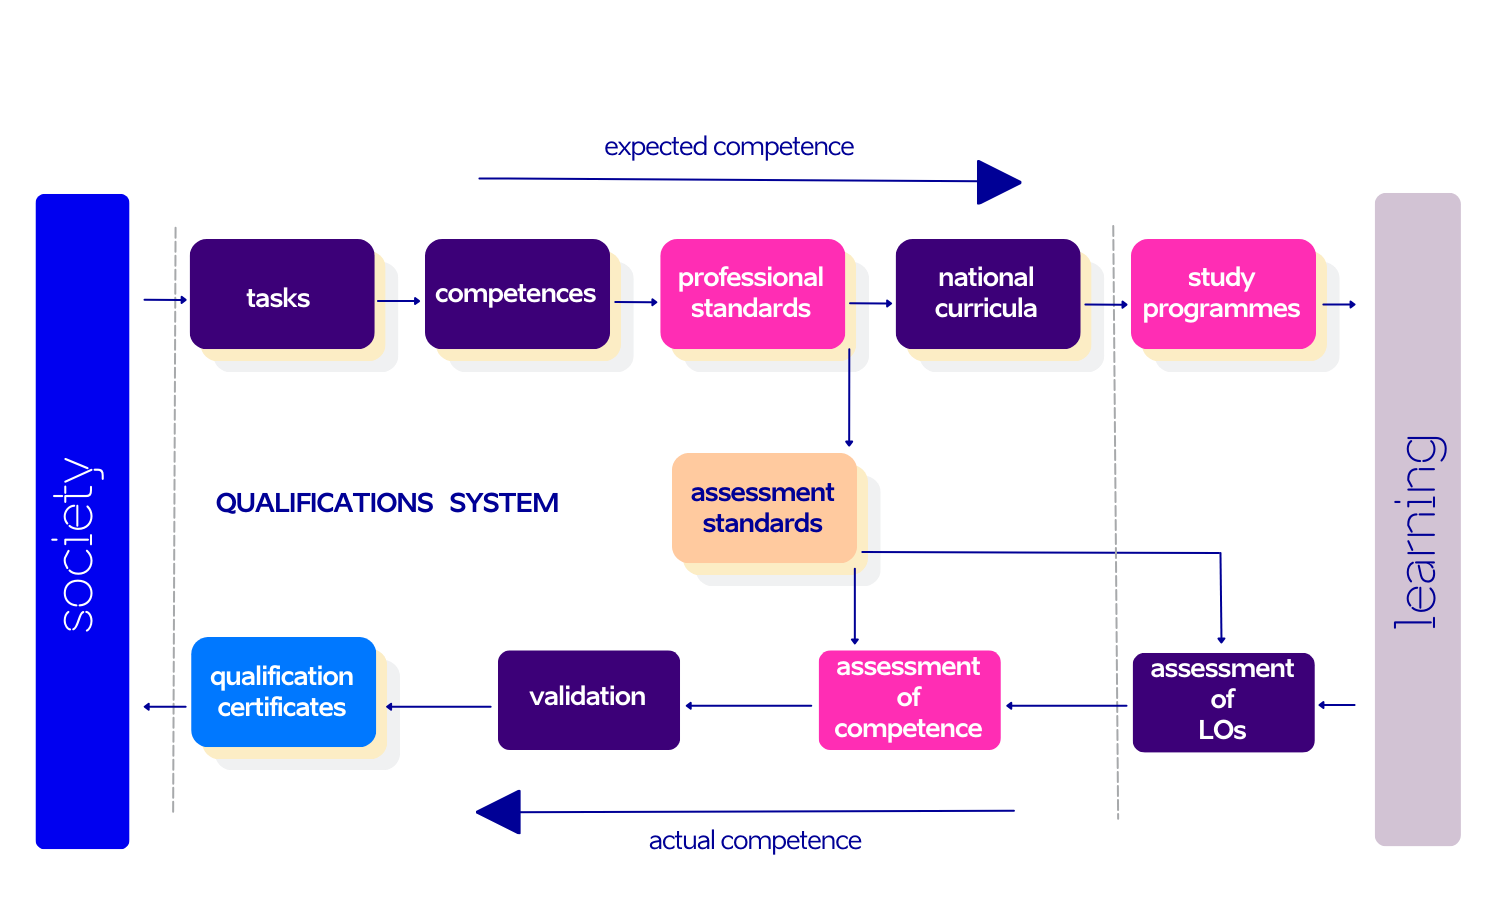 expected competence
society
tasks
competences
professional
standards
national
curricula
study
programmes
learning
QUALIFICATIONS SYSTEM
assessment
standards
qualification
certificates
validation
assessment
of
competence
assessment
of
LOs
actual competence